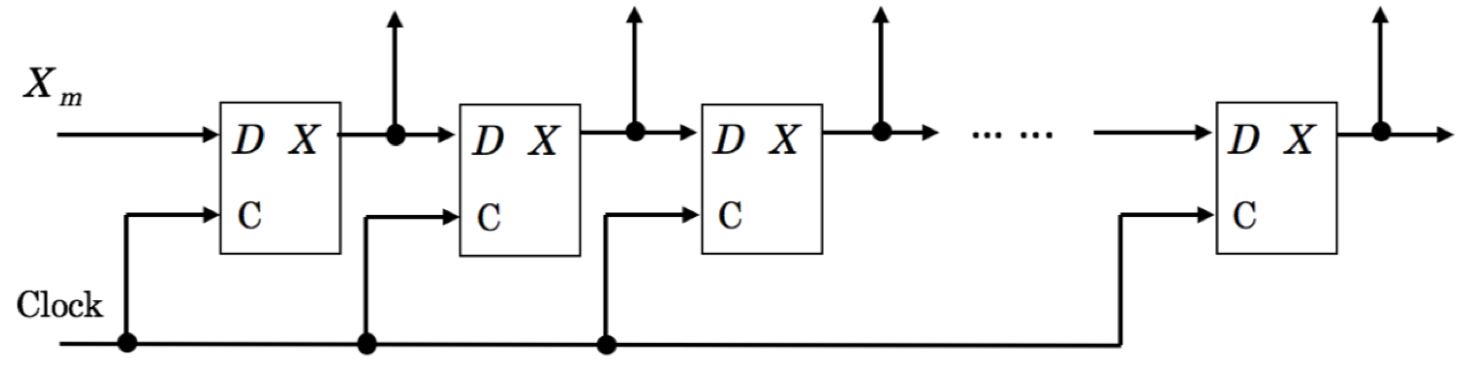 X_m
D X D X D X ... ... D X
C C C C
Clock